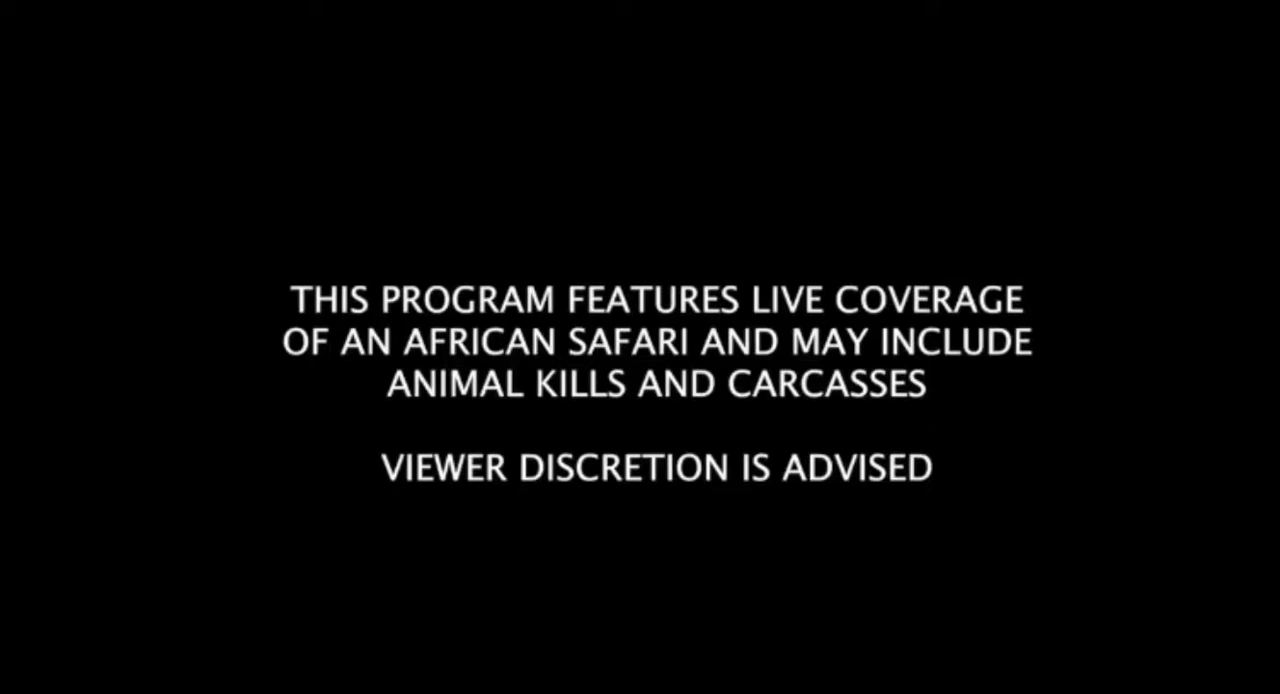 THIS PROGRAM FEATURES LIVE COVERAGE
OF AN AFRICAN SAFARI AND MAY INCLUDE
ANIMAL KILLS AND CARCASSES
VIEWER DISCRETION IS ADVISED